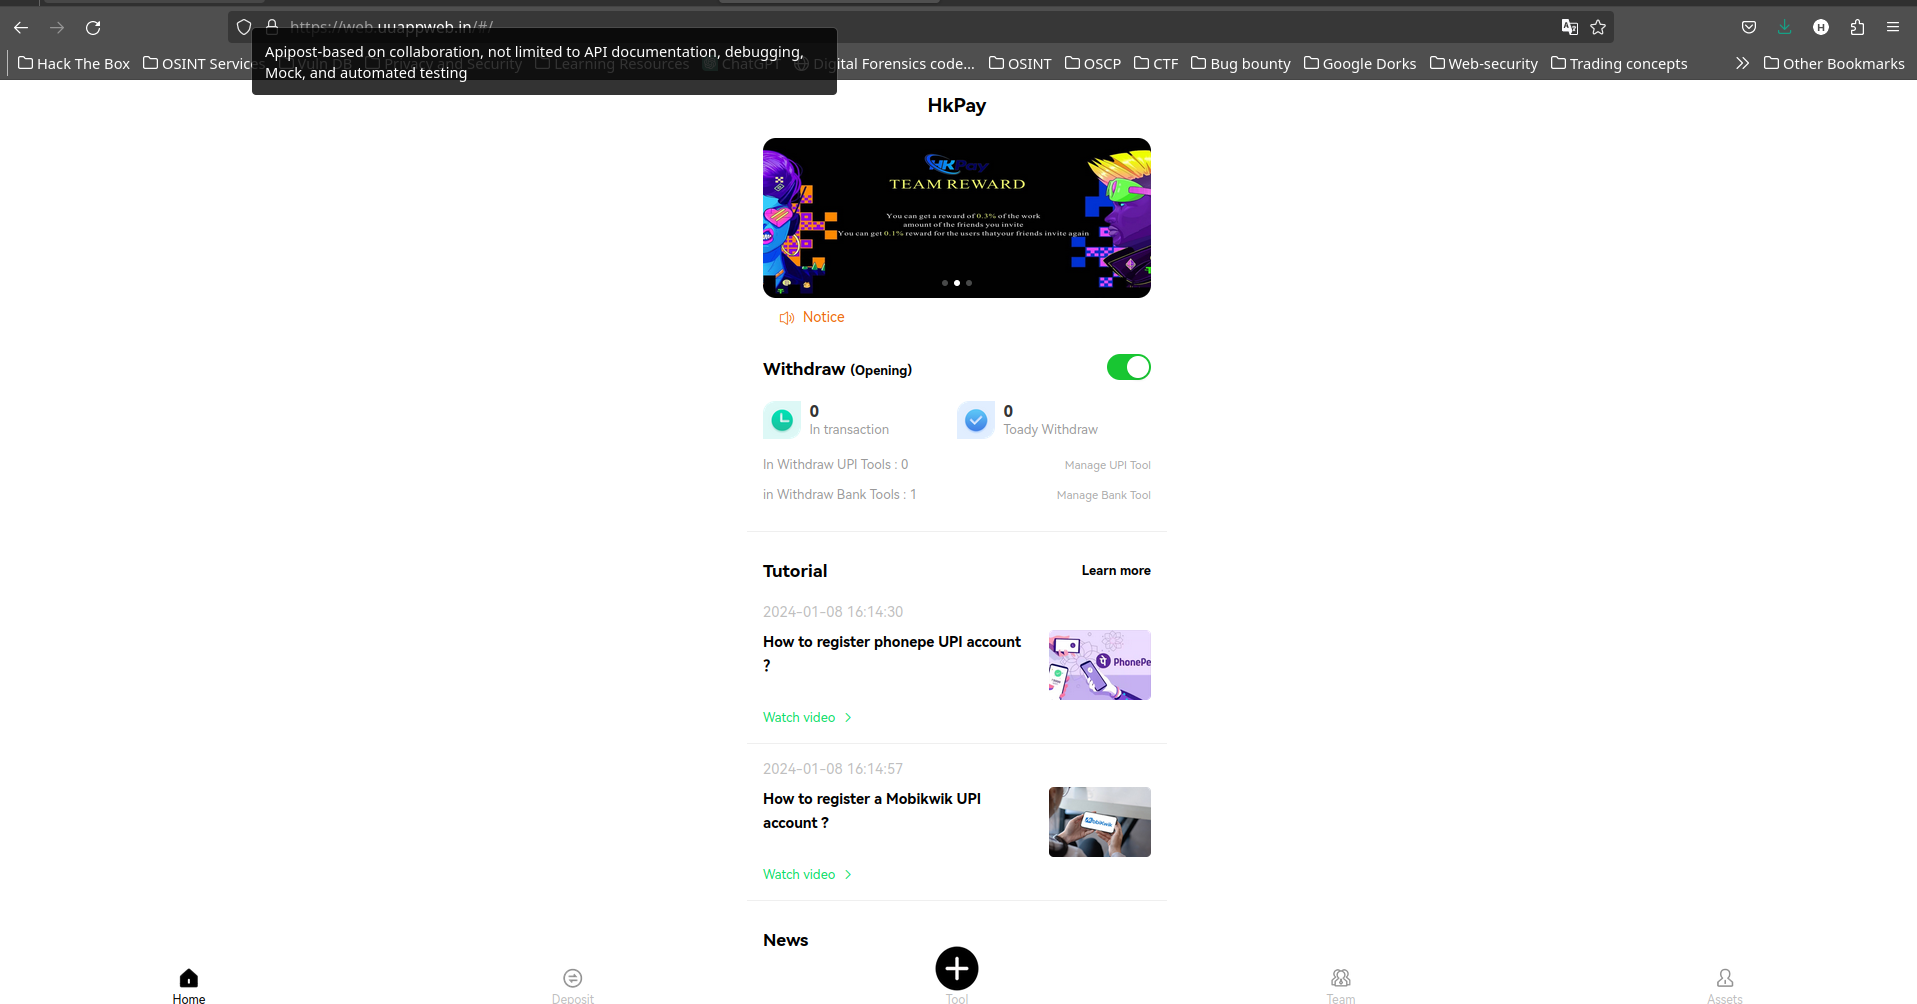 https://web.uuappweb.in/#/
Apipost-based on collaboration, not limited to API documentation, debugging,
Mock, and automated testing
Hack The Box OSINT Services Vuln DB Privacy and Security Learning Resources ChatGPT Digital Forensics code... OSINT OSCP CTF Bug bounty Google Dorks Web-security Trading concepts Other Bookmarks
HkPay
HKPay
TEAM REWARD
You can get a reward of 0.3% of the work
amount of the friends you invite
You can get 0.1% reward for the users thatyour friends invite again
Notice
Withdraw (Opening)
0
In transaction
0
Toady Withdraw
In Withdraw UPI Tools : 0
Manage UPI Tool
in Withdraw Bank Tools : 1
Manage Bank Tool
Tutorial
Learn more
2024-01-08 16:14:30
How to register phonepe UPI account
?
PhonePe
Watch video
2024-01-08 16:14:57
How to register a Mobikwik UPI
account ?
MobiKwik
Watch video
News
Home
Deposit
Tool
Team
Assets